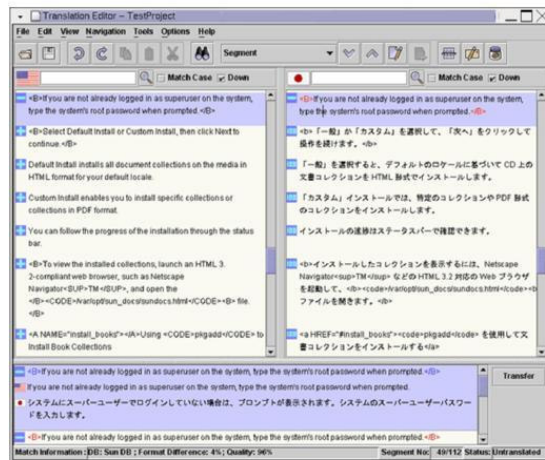 Translation Editor – TestProject
File Edit View Navigation Tools Options Help
Segment
Match Case Down
<B>If you are not already logged in as superuser on the system,
type the system's root password when prompted.</B>
<B>Select Default Install or Custom Install, then click Next to
continue.</B>
Default Install installs all document collections on the media in
HTML format for your default locale.
Custom Install enables you to install specific collections or
collections in PDF format.
You can follow the progress of the installation through the status
bar.
<B>To view the installed collections, launch an HTML 3.
2-compliant web browser, such as Netscape
Navigator<SUP>TM</SUP>, and open the
</B><CODE>/var/opt/sun_docs/sundocs.html</CODE><B> file.
</B>
<A NAME="install_books"></A>Using <CODE>pkgadd</CODE> to
Install Book Collections
Match Case Down
<B>If you are not already logged in as superuser on the system,
type the system's root password when prompted.</B>
<b>「一般」か「カスタム」を選択して、「次へ」をクリックして
操作を続けます。</b>
「一般」を選択すると、デフォルトのロケールに基づいて CD 上の
文書コレクションを HTML 形式でインストールします。
「カスタム」インストールでは、特定のコレクションや PDF 形式
のコレクションをインストールします。
インストールの進捗はステータスバーで確認できます。
<b>インストールしたコレクションを表示するには、Netscape
Navigator<sup>TM</sup> などの HTML 3.2 対応の Web ブラウザ
を起動して、</b><code>/var/opt/sun_docs/sundocs.html</code><b
ファイルを開きます。</b>
<a HREF="#install_books"><code>pkgadd</code> を使用して文
書コレクションをインストールする</a>
<B>If you are not already logged in as superuser on the system, type the system's root password when prompted.</B>
If you are not already logged in as superuser on the system, type the system's root password when prompted.
システムにスーパーユーザーでログインしていない場合は、プロンプトが表示されます。システムのスーパーユーザーパスワー
ドを入力します。
<B>If you are not already logged in as superuser on the system, type the system's root password when prompted.</B>
Transfer
Match Information : DB: Sun DB ; Format Difference: 4%; Quality: 96%
Segment No: 49/112 Status: Untranslated